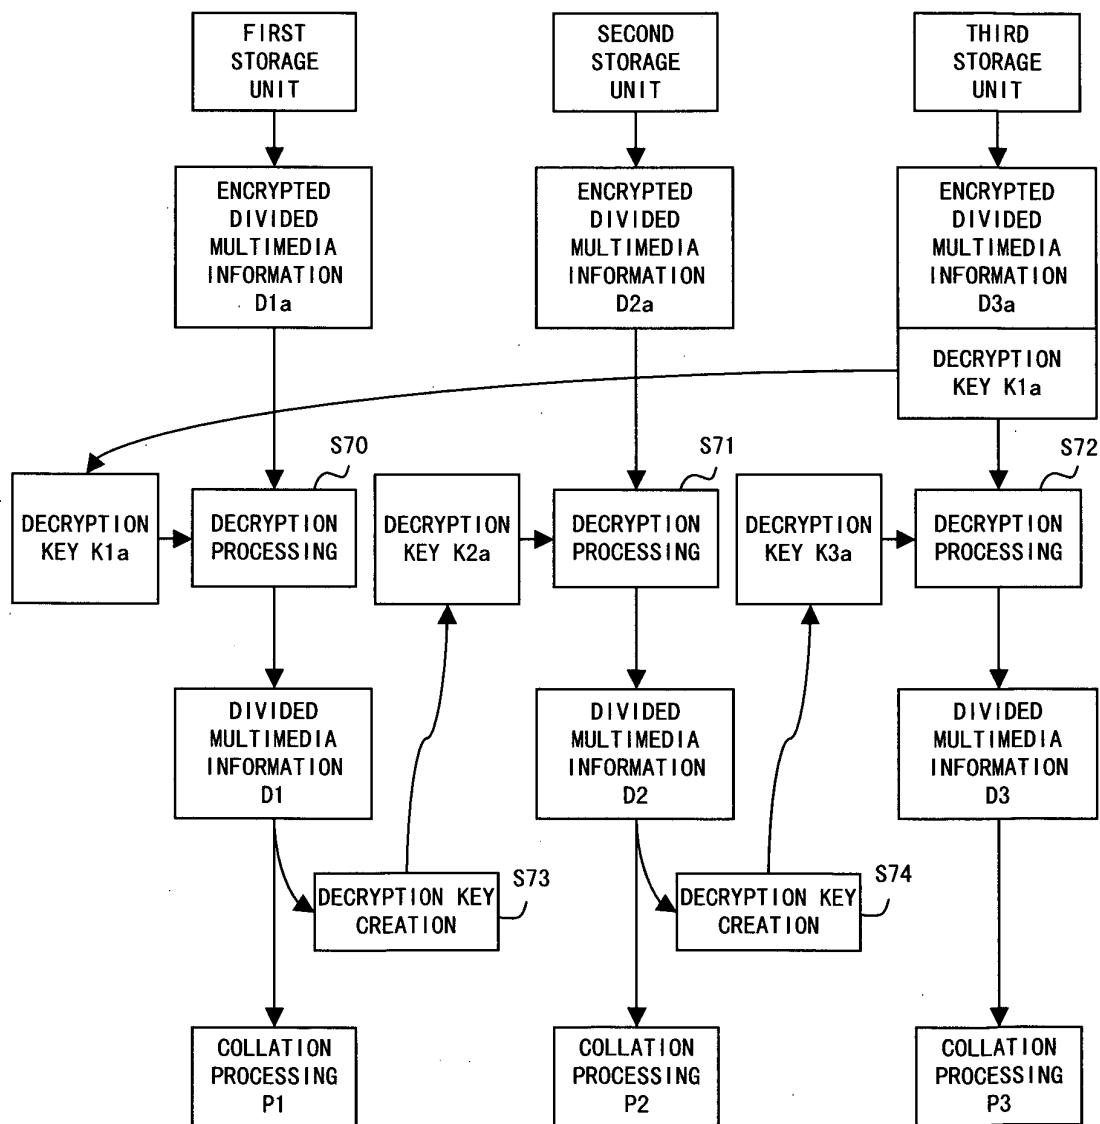 FIRST
STORAGE
UNIT
SECOND
STORAGE
UNIT
THIRD
STORAGE
UNIT
ENCRYPTED
DIVIDED
MULTIMEDIA
INFORMATION
D1a
ENCRYPTED
DIVIDED
MULTIMEDIA
INFORMATION
D2a
ENCRYPTED
DIVIDED
MULTIMEDIA
INFORMATION
D3a
DECRYPTION
KEY K1a
S70
S71
S72
DECRYPTION
KEY K1a
DECRYPTION
PROCESSING
DECRYPTION
KEY K2a
DECRYPTION
PROCESSING
DECRYPTION
KEY K3a
DECRYPTION
PROCESSING
DIVIDED
MULTIMEDIA
INFORMATION
D1
DIVIDED
MULTIMEDIA
INFORMATION
D2
DIVIDED
MULTIMEDIA
INFORMATION
D3
S73
DECRYPTION KEY
CREATION
S74
DECRYPTION KEY
CREATION
COLLATION
PROCESSING
P1
COLLATION
PROCESSING
P2
COLLATION
PROCESSING
P3